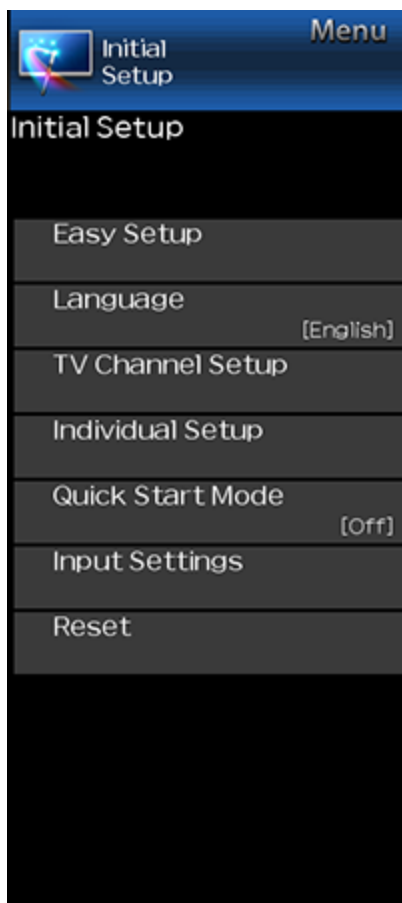 Menu
Initial
Setup
Initial Setup
Easy Setup
Language
[English]
TV Channel Setup
Individual Setup
Quick Start Mode
[Off]
Input Settings
Reset